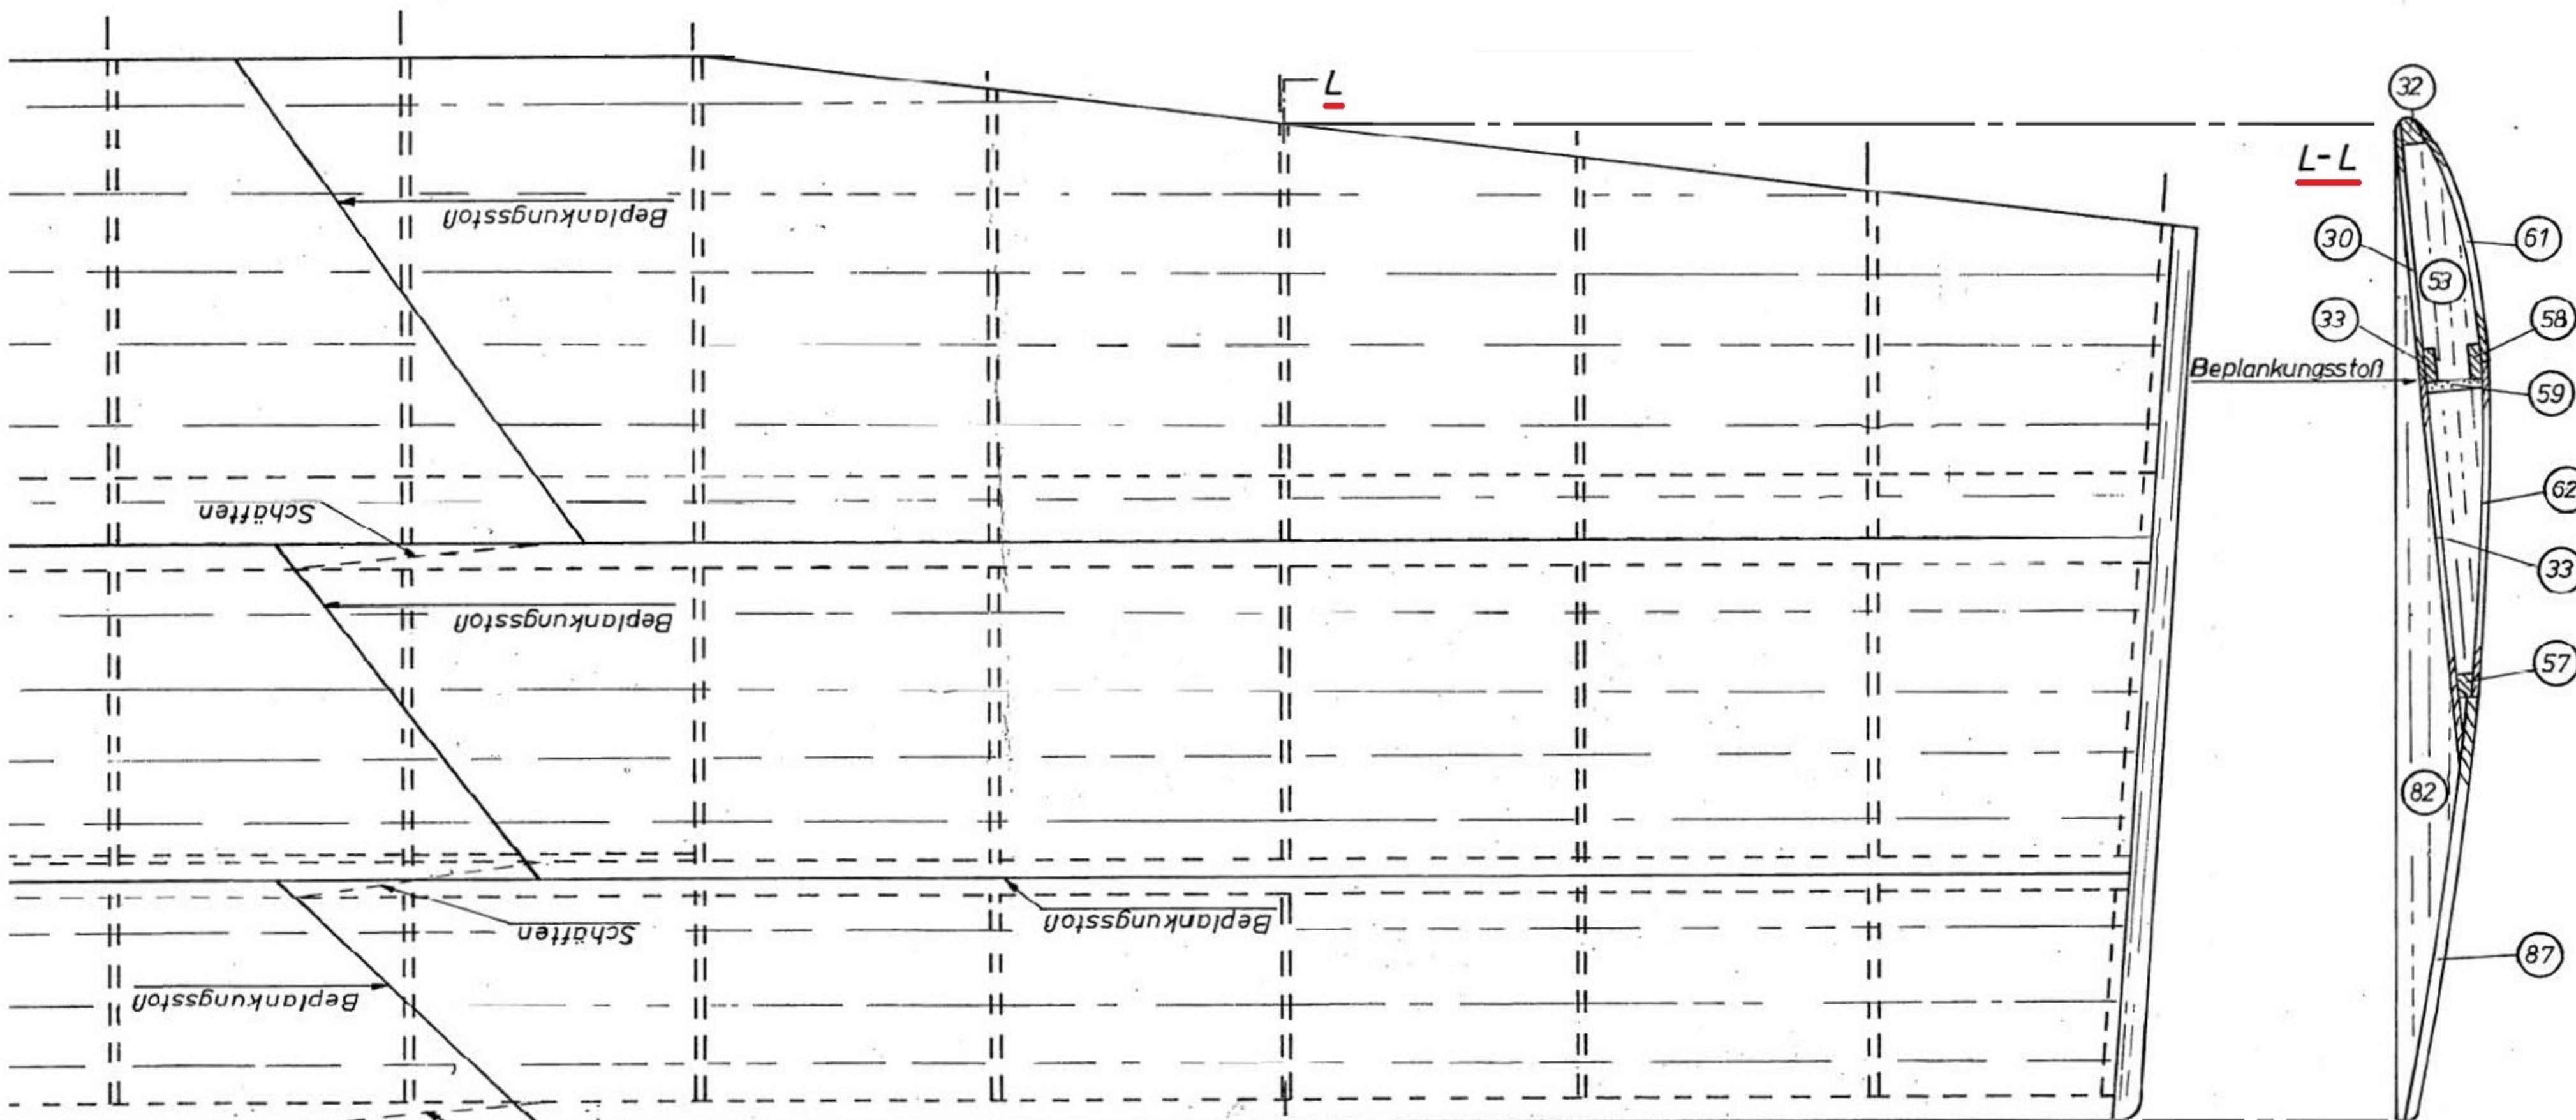 L
32
L-L
30
61
53
33
58
Beplankungsstoß
59
62
33
57
82
87
Beplankungsstoß
Schäften
Beplankungsstoß
Schäften
Beplankungsstoß
Beplankungsstoß